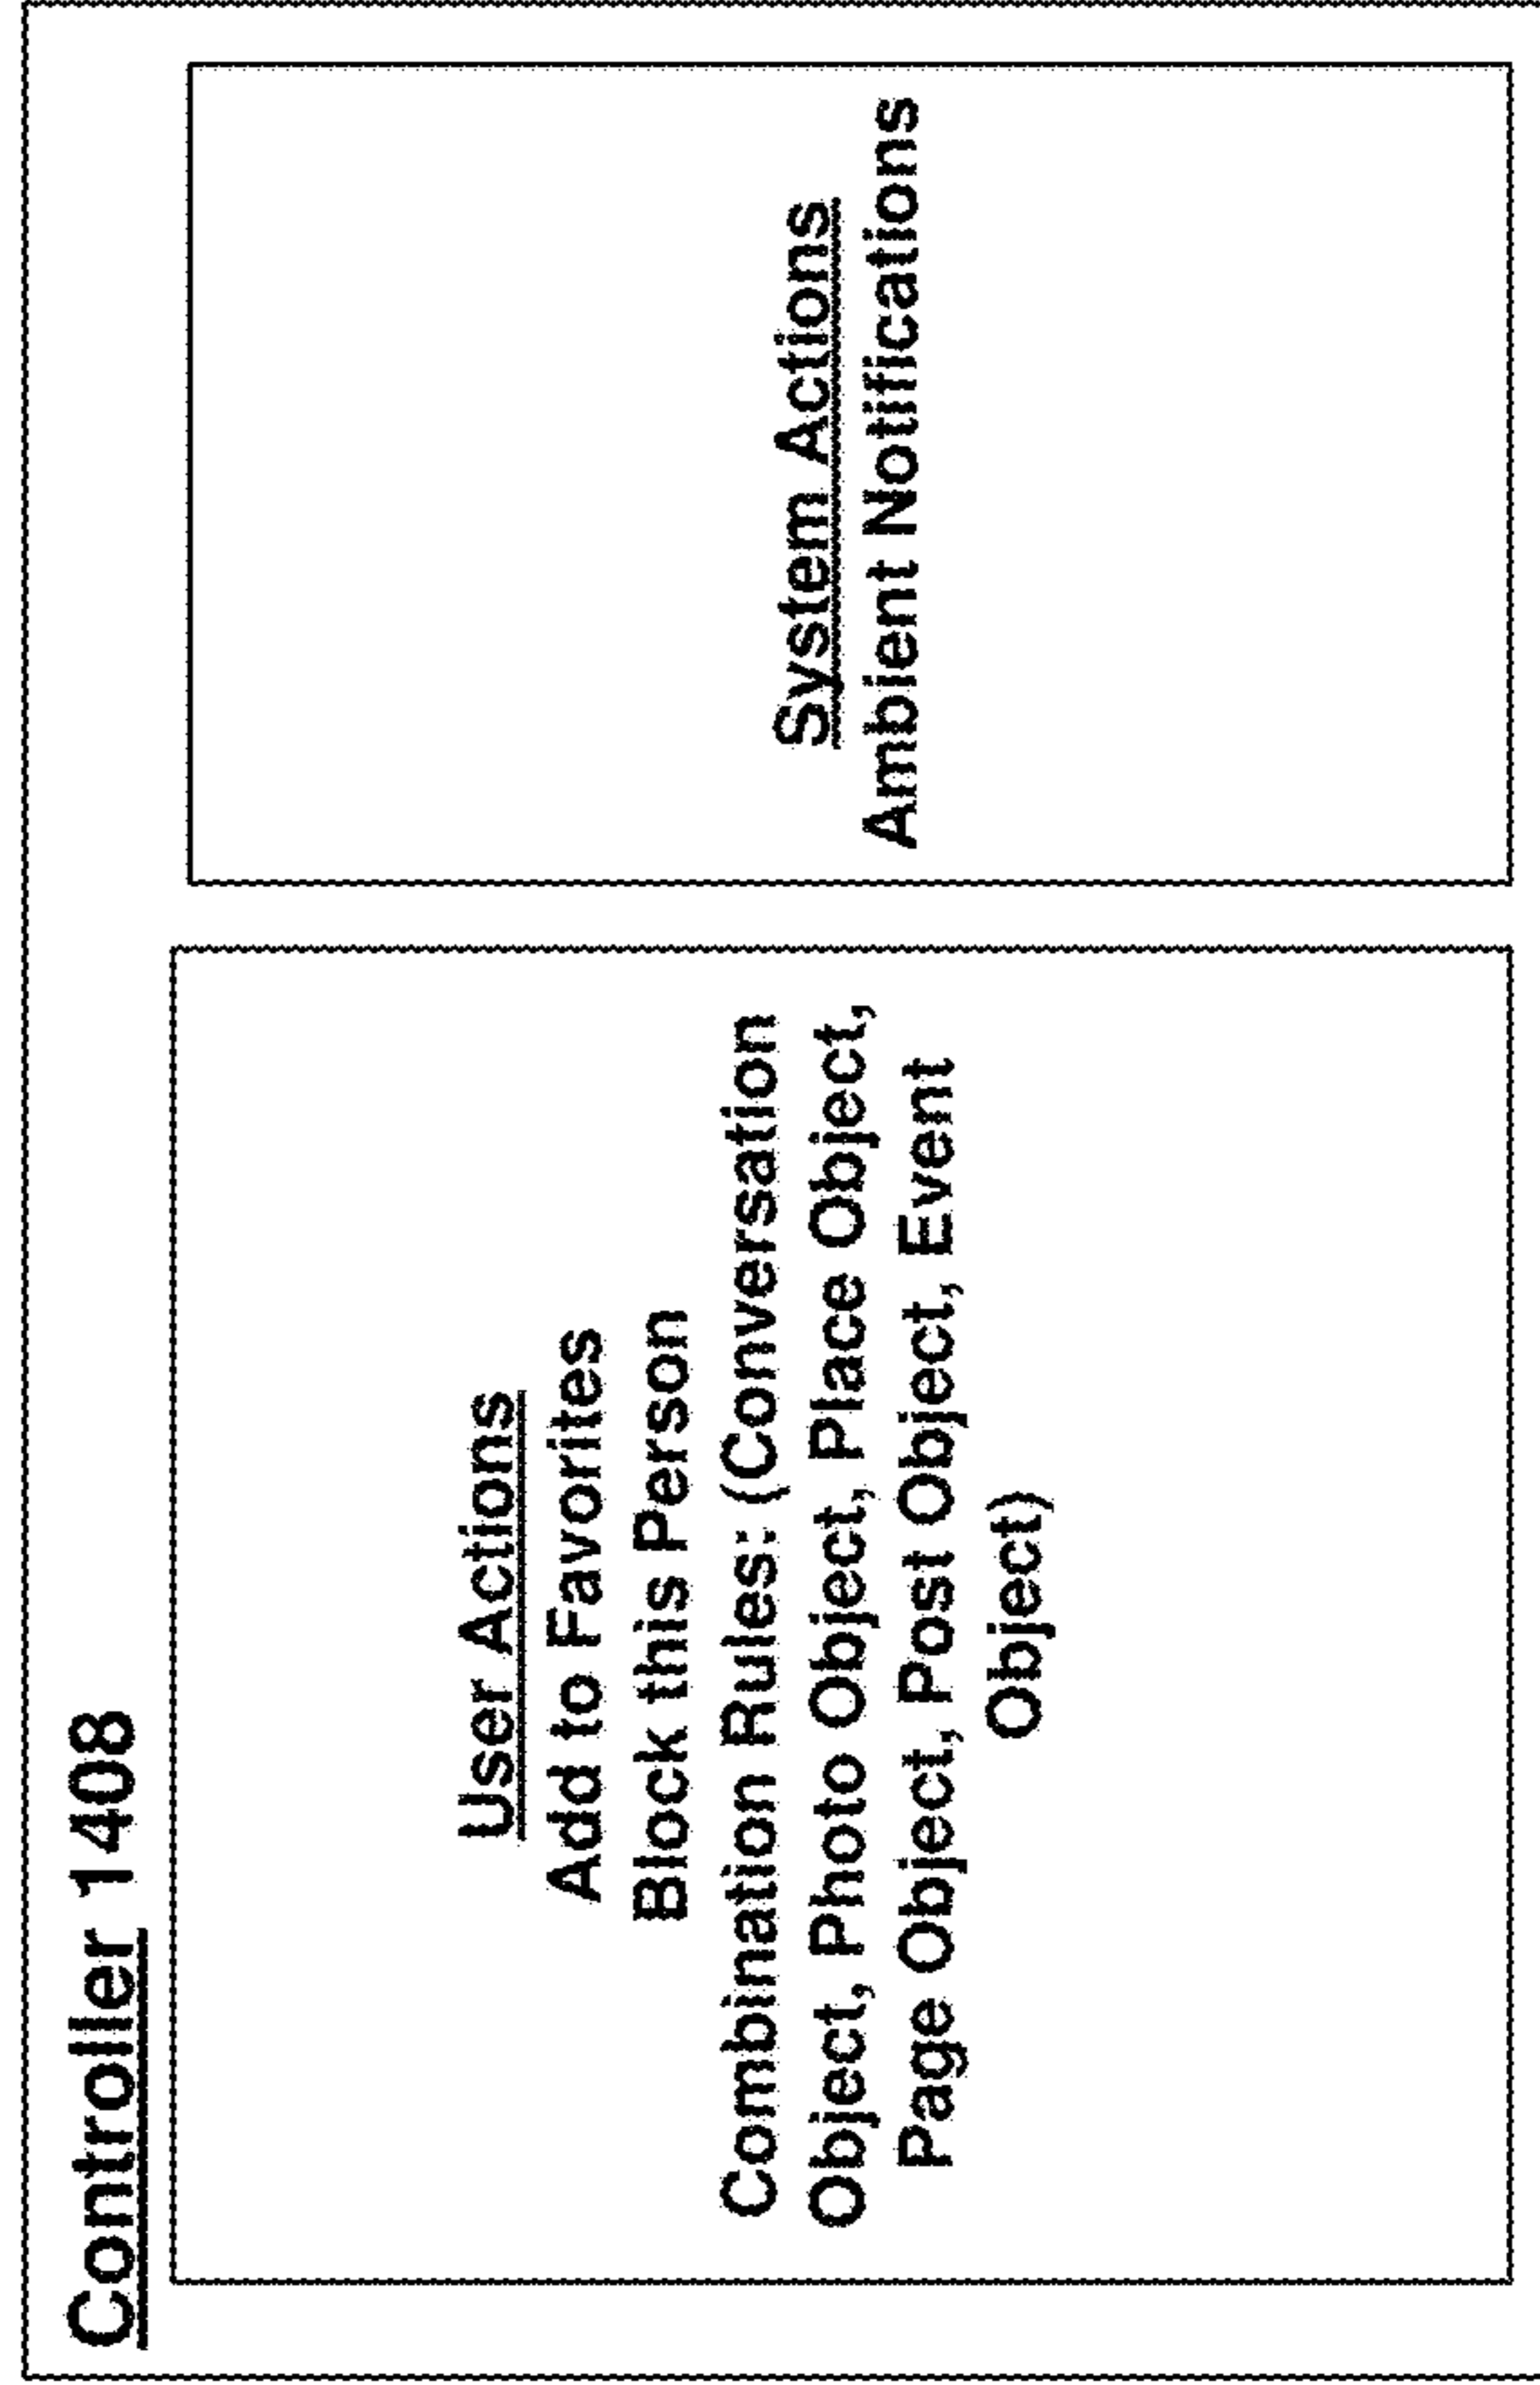 Controller 1408
User Actions
Add to Favorites
Block this Person
Combination Rules: (Conversation
Object, Photo Object, Place Object,
Page Object, Post Object, Event
Object)
System Actions
Ambient Notifications